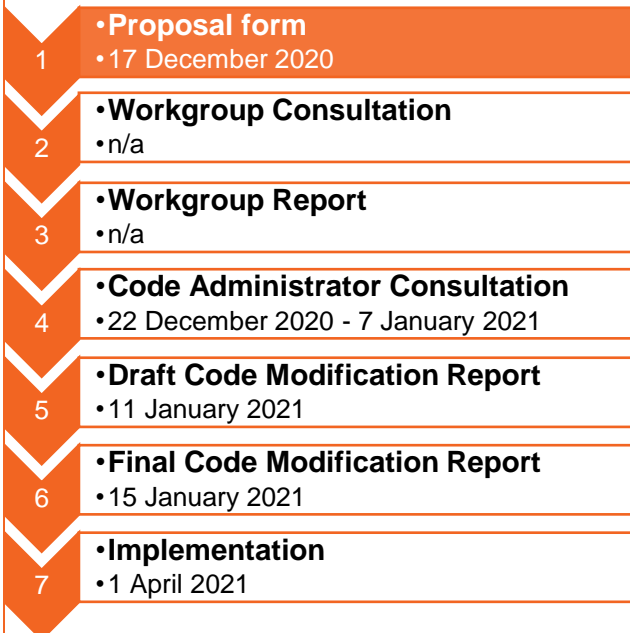 •Proposal form
1
•17 December 2020
•Workgroup Consultation
2
•n/a
•Workgroup Report
3
•n/a
•Code Administrator Consultation
4
•22 December 2020 - 7 January 2021
•Draft Code Modification Report
5
•11 January 2021
•Final Code Modification Report
6
•15 January 2021
•Implementation
7
•1 April 2021